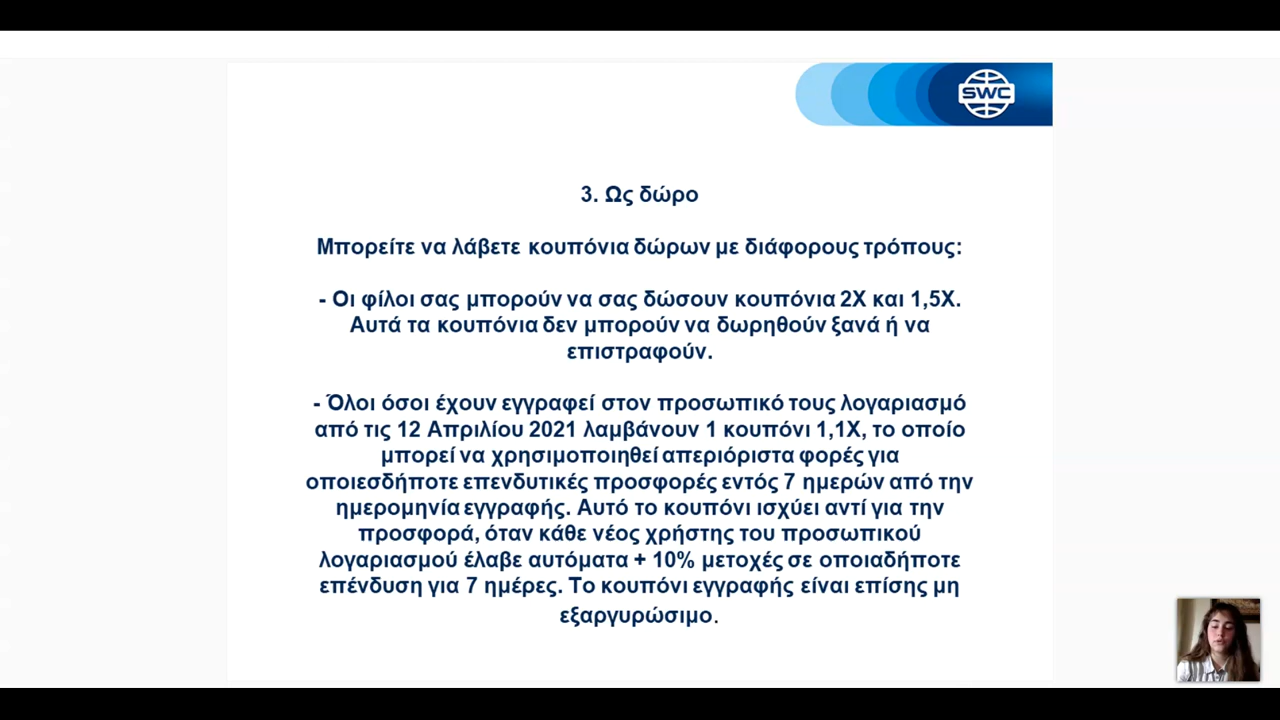 SWC
3. Ως δώρο
Μπορείτε να λάβετε κουπόνια δώρων με διάφορους τρόπους:
- Οι φίλοι σας μπορούν να σας δώσουν κουπόνια 2X και 1,5X.
Αυτά τα κουπόνια δεν μπορούν να δωρηθούν ξανά ή να
επιστραφούν.
- Όλοι όσοι έχουν εγγραφεί στον προσωπικό τους λογαριασμό
από τις 12 Απριλίου 2021 λαμβάνουν 1 κουπόνι 1,1X, το οποίο
μπορεί να χρησιμοποιηθεί απεριόριστα φορές για
οποιεσδήποτε επενδυτικές προσφορές εντός 7 ημερών από την
ημερομηνία εγγραφής. Αυτό το κουπόνι ισχύει αντί για την
προσφορά, όταν κάθε νέος χρήστης του προσωπικού
λογαριασμού έλαβε αυτόματα + 10% μετοχές σε οποιαδήποτε
επένδυση για 7 ημέρες. Το κουπόνι εγγραφής είναι επίσης μη
εξαργυρώσιμο.